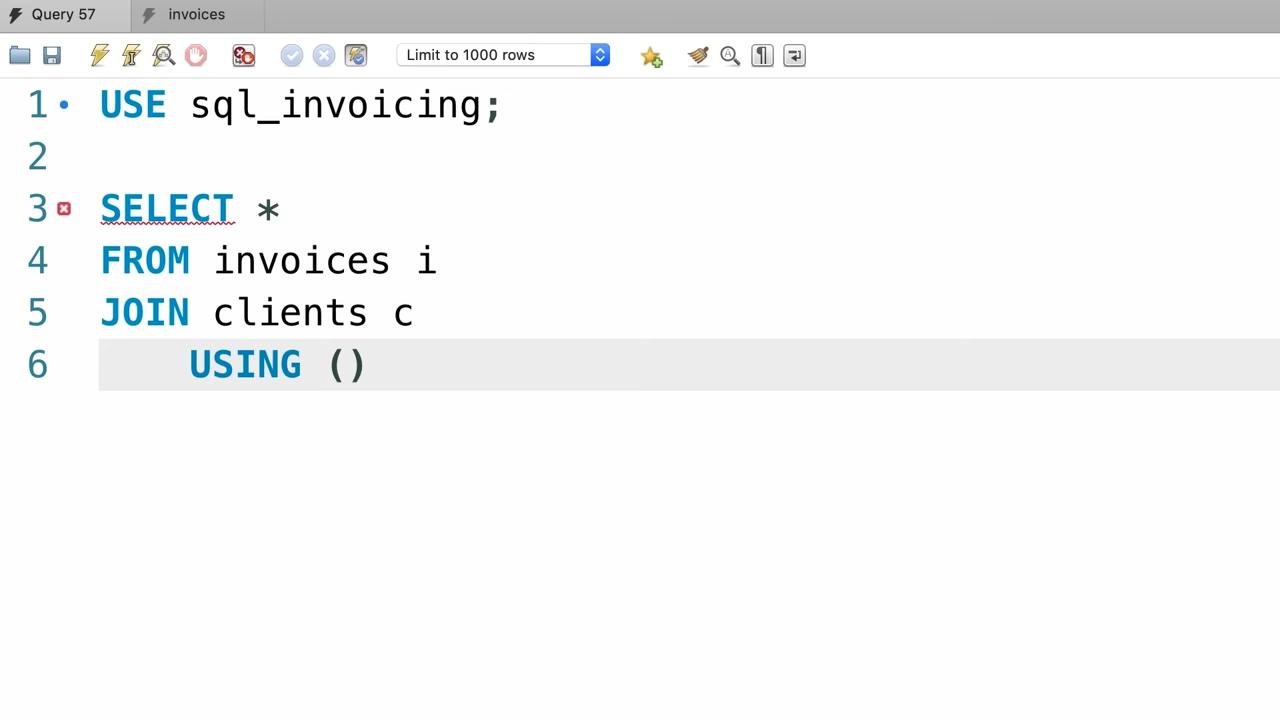 Query 57
invoices
Limit to 1000 rows
1 USE sql_invoicing;
2
3 SELECT *
4 FROM invoices i
5 JOIN clients c
6 USING ()